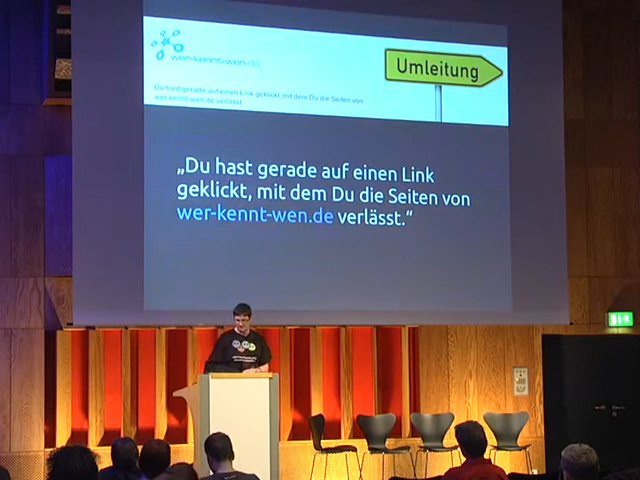 wer-kennt-wen.de
Umleitung
Du hast gerade auf einen Link geklickt, mit dem Du die Seiten von
wer-kennt-wen.de verlässt
„Du hast gerade auf einen Link
geklickt, mit dem Du die Seiten von
wer-kennt-wen.de verlässt.“